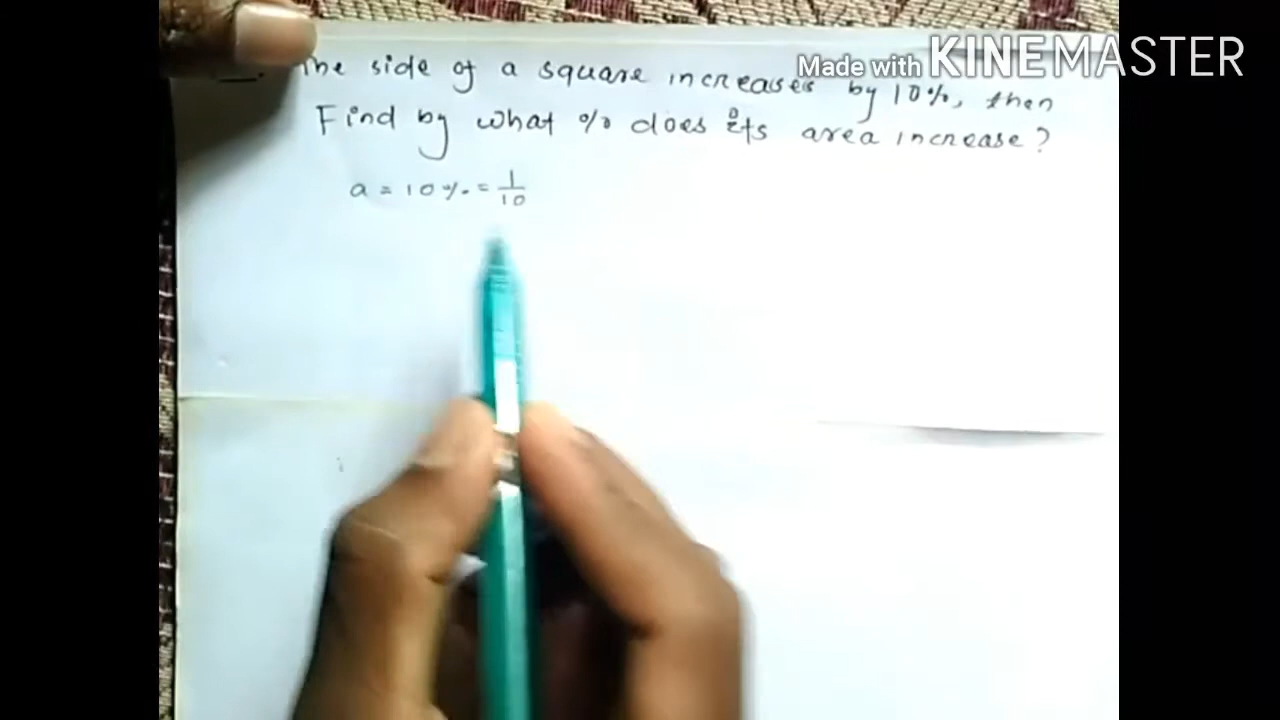 Made with KINEMASTER
The side of a square increases by 10%, then
Find by what % does its area increase?
a = 10% = 1/10